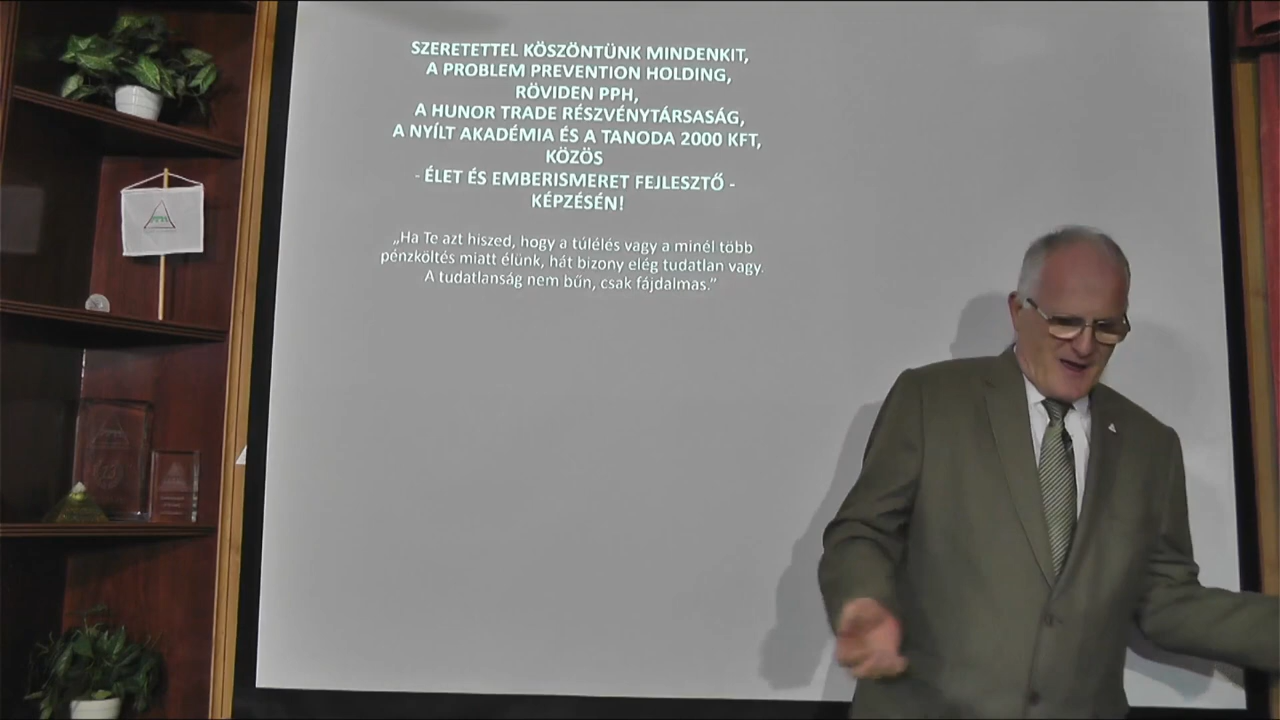 SZERETETTEL KÖSZÖNTÜNK MINDENKIT,
A PROBLEM PREVENTION HOLDING,
RÖVIDEN PPH,
A HUNOR TRADE RÉSZVÉNYTÁRSASÁG,
A NYÍLT AKADÉMIA ÉS A TANODA 2000 KFT,
KÖZÖS
- ÉLET ÉS EMBERISMERET FEJLESZTŐ -
KÉPZÉSÉN!
„Ha Te azt hiszed, hogy a túlélés vagy a minél több
pénzköltés miatt élünk, hát bizony elég tudatlan vagy.
A tudatlanság nem bűn, csak fájdalmas.”